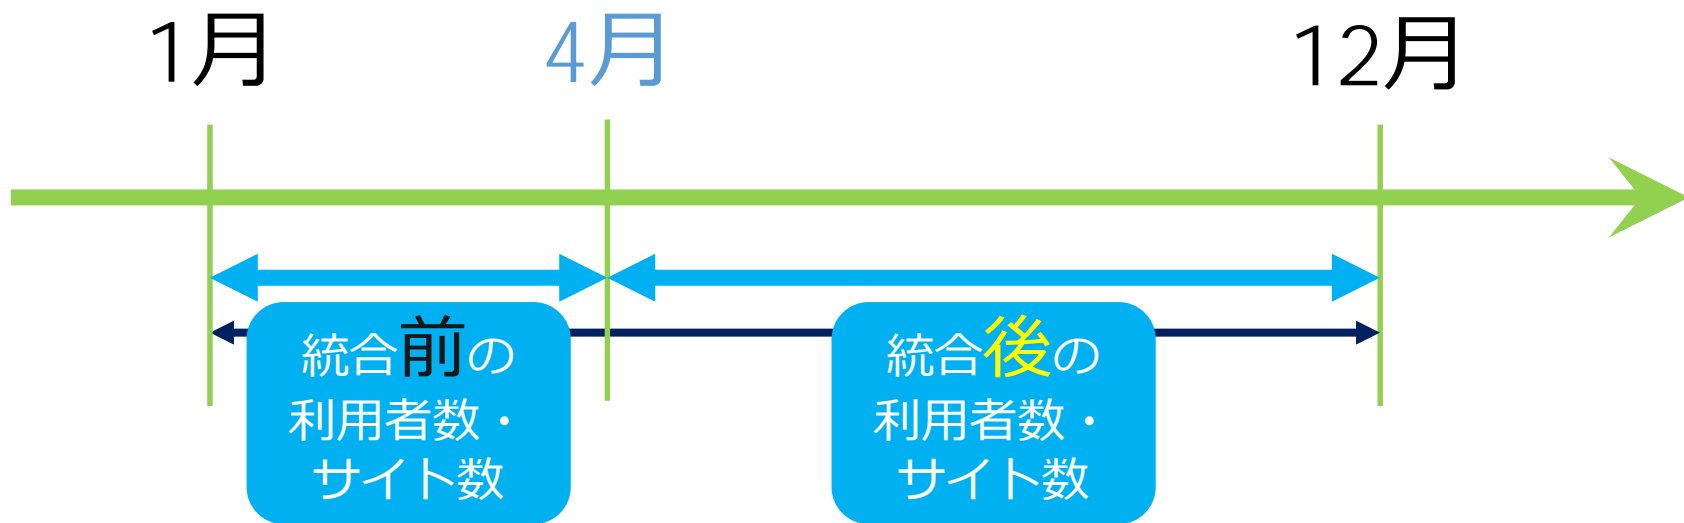 1月
4月
12月
統合前の
利用者数・
サイト数
統合後の
利用者数・
サイト数